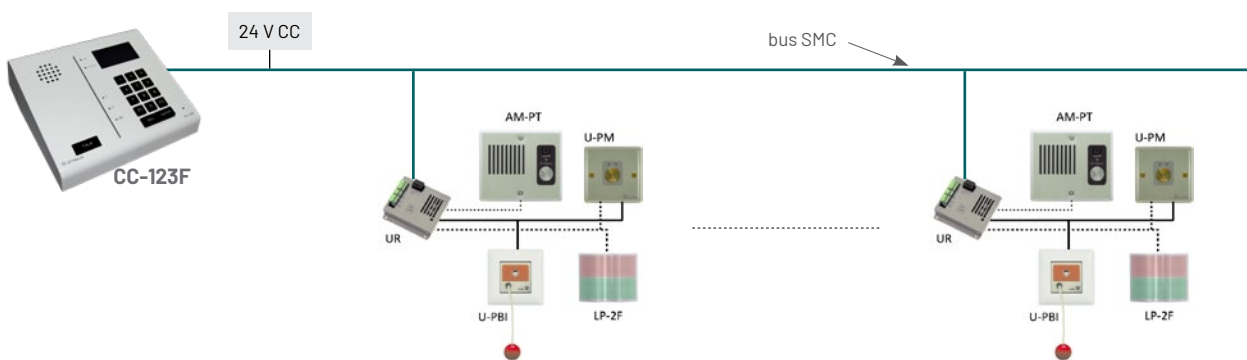 24 V CC
bus SMC
CC-123F
AM-PT
U-PM
UR
U-PBI
LP-2F
AM-PT
U-PM
UR
U-PBI
LP-2F